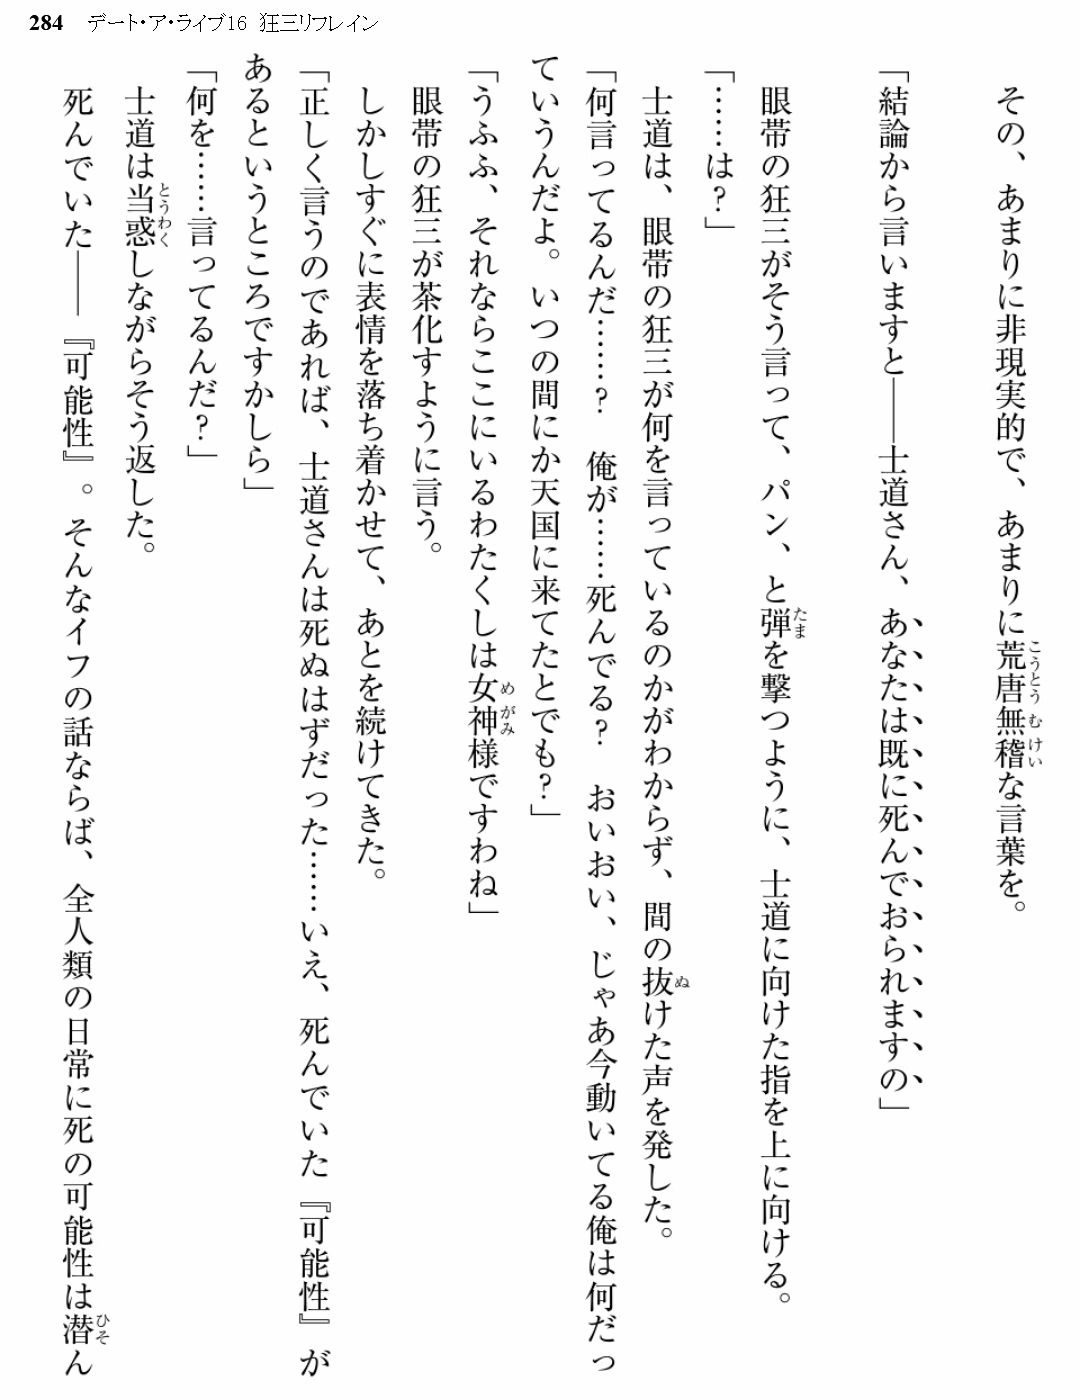 284 デート・ア・ライブ16 狂三リフレイン
その、あまりに非現実的で、あまりに荒唐無稽な言葉を。
「結論から言いますと――士道さん、あなたは既に死んでおられますの」
眼帯の狂三がそう言って、パン、と弾を撃つように、士道に向けた指を上に向ける。
「……は？」
士道は、眼帯の狂三が何を言っているのかがわからず、間の抜けた声を発した。
「何言ってるんだ……？　俺が……死んでる？　おいおい、じゃあ今動いてる俺は何だっ
ていうんだよ。いつの間にか天国に来てたとでも？」
「うふふ、それならここにいるわたくしは女神様ですわね」
眼帯の狂三が茶化すように言う。
しかしすぐに表情を落ち着かせて、あとを続けてきた。
「正しく言うのであれば、士道さんは死ぬはずだった……いえ、死んでいた『可能性』が
あるというところですかしら」
「何を……言ってるんだ？」
士道は当惑しながらそう返した。
死んでいた――『可能性』。そんなイフの話ならば、全人類の日常に死の可能性は潜ん